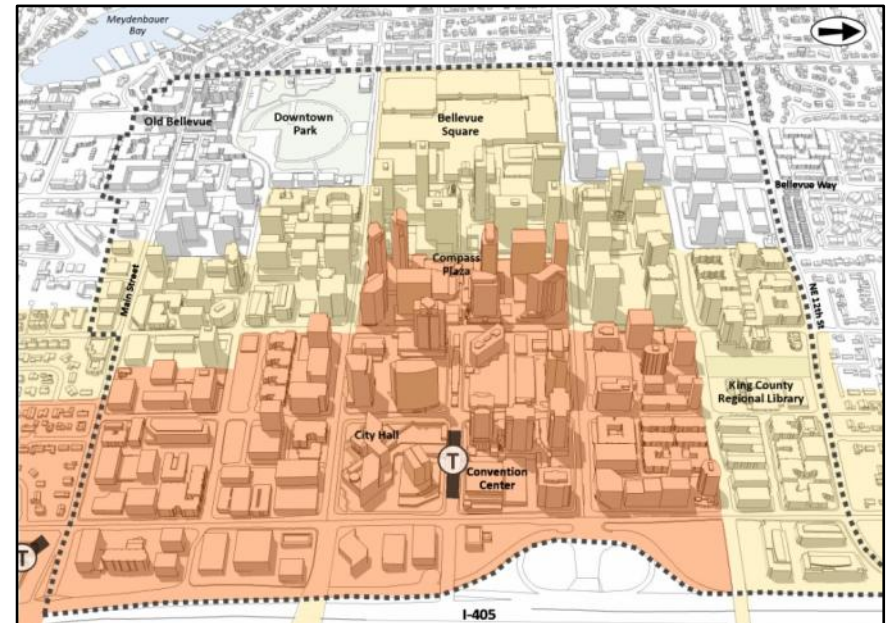 Meydenbauer
Bay
Old Bellevue
Downtown
Park
Bellevue
Square
Bellevue Way
Compass
Plaza
Main Street
NE 12th St
King County
Regional Library
City Hall
T
Convention
Center
T
I-405